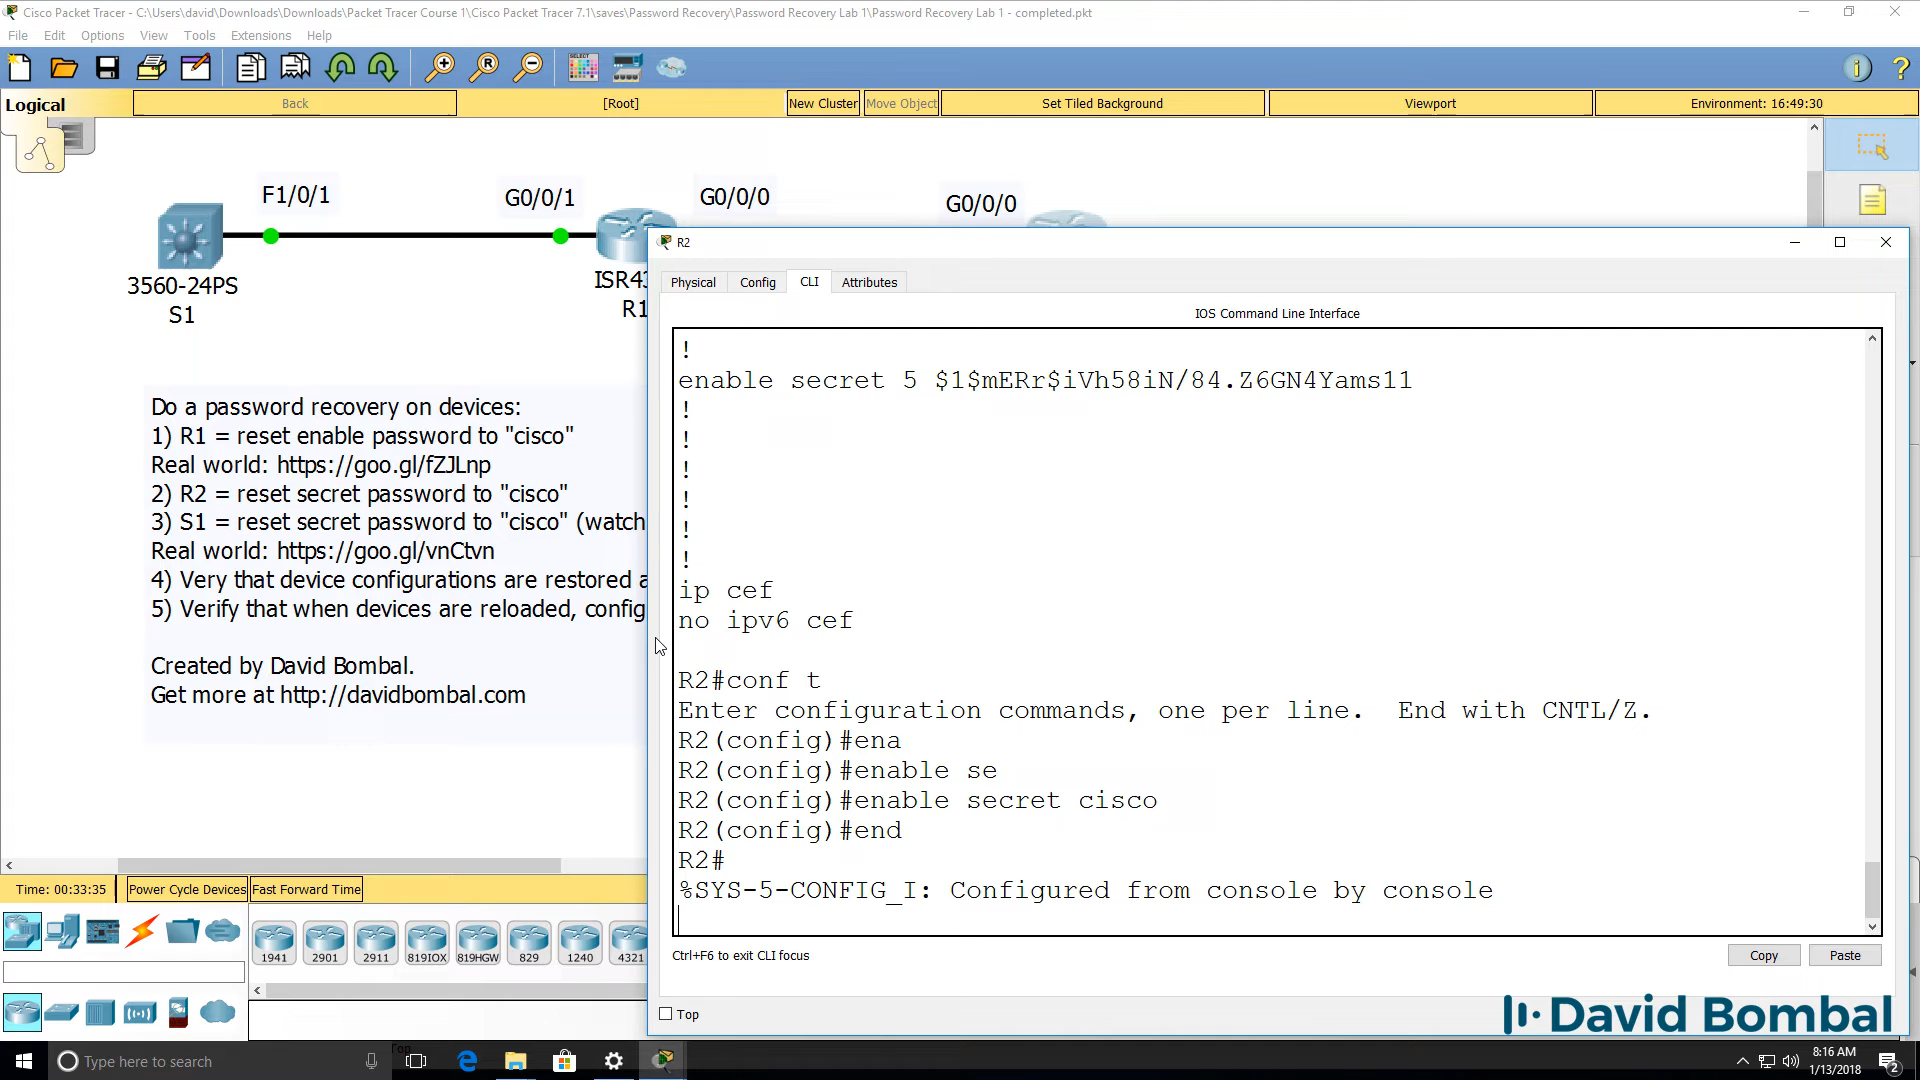 Cisco Packet Tracer - C:\Users\david\Downloads\Downloads\Packet Tracer Course 1\Cisco Packet Tracer 7.1\saves\Password Recovery\Password Recovery Lab 1\Password Recovery Lab 1 - completed.pkt
File Edit Options View Tools Extensions Help
Logical Back [Root] New Cluster Move Object Set Tiled Background Viewport Environment: 16:49:30
F1/0/1 G0/0/1 G0/0/0 G0/0/0
3560-24PS
S1
ISR43
R1
Do a password recovery on devices:
1) R1 = reset enable password to "cisco"
Real world: https://goo.gl/fZJLnp
2) R2 = reset secret password to "cisco"
3) S1 = reset secret password to "cisco" (watch
Real world: https://goo.gl/vnCtvn
4) Very that device configurations are restored a
5) Verify that when devices are reloaded, config
Created by David Bombal.
Get more at http://davidbombal.com
R2
Physical Config CLI Attributes
IOS Command Line Interface
!
enable secret 5 $1$mERr$iVh58iN/84.Z6GN4Yams11
!
!
!
!
!
!
ip cef
no ipv6 cef
R2#conf t
Enter configuration commands, one per line. End with CNTL/Z.
R2(config)#ena
R2(config)#enable se
R2(config)#enable secret cisco
R2(config)#end
R2#
%SYS-5-CONFIG_I: Configured from console by console
Ctrl+F6 to exit CLI focus
Copy Paste
Top
Time: 00:33:35 Power Cycle Devices Fast Forward Time
1941 2901 2911 819IOX 819HGW 829 1240 4321
David Bombal
Type here to search
8:16 AM
1/13/2018
2